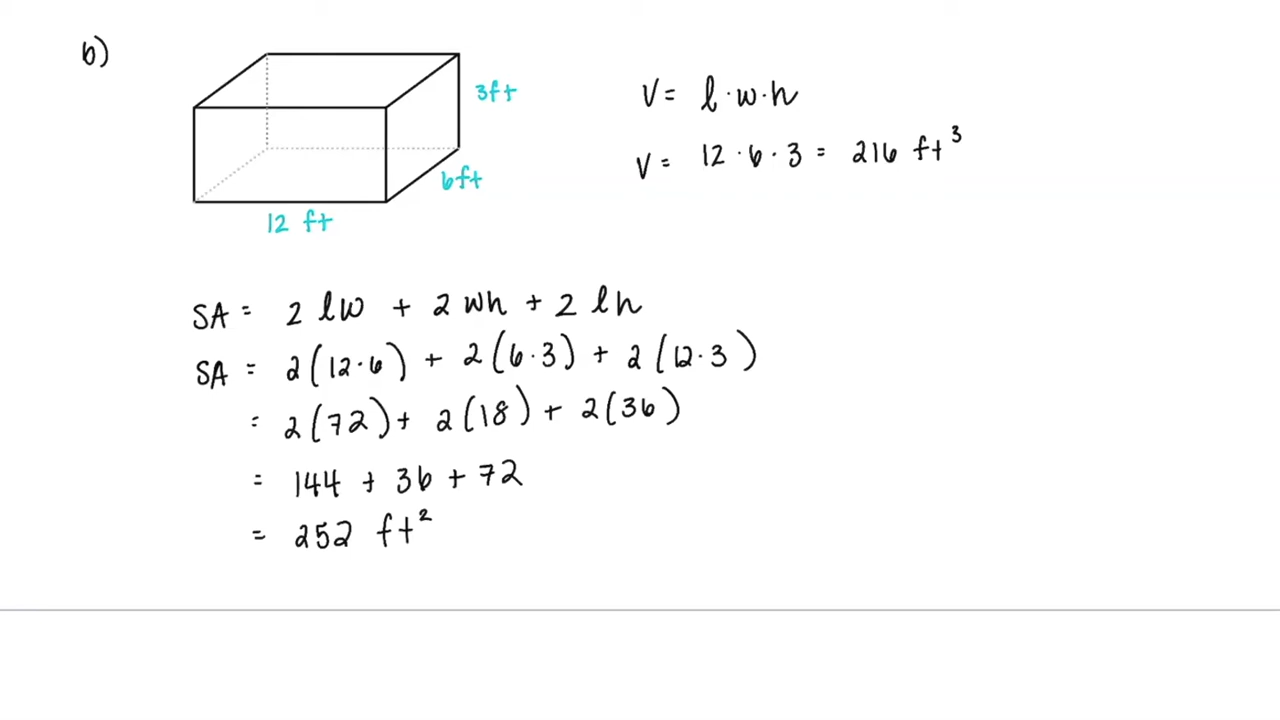 b)
3ft
6ft
12 ft
V = l · w · h
V = 12 · 6 · 3 = 216 ft³
SA = 2 lw + 2 wh + 2 lh
SA = 2(12·6) + 2(6·3) + 2(12·3)
= 2(72) + 2(18) + 2(36)
= 144 + 36 + 72
= 252 ft²